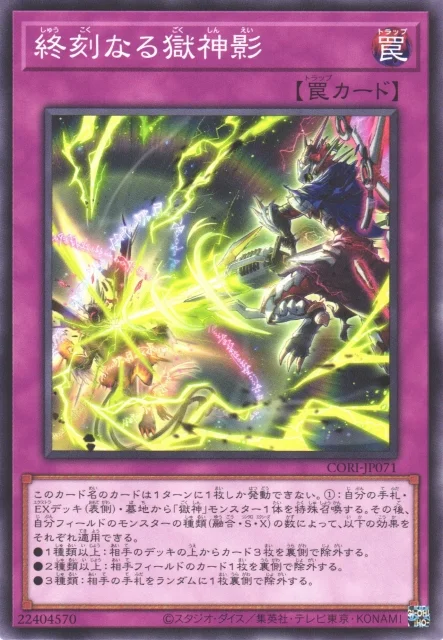 終刻なる獄神影
罠
【罠カード】
CORI-JP071
このカード名のカードは1ターンに1枚しか発動できない。①：自分の手札・
EXデッキ(表側)・墓地から「獄神」モンスター1体を特殊召喚する。その後、
自分フィールドのモンスターの種類(融合・S・X)の数によって、以下の効果を
それぞれ適用できる。
●1種類以上：相手のデッキの上からカード3枚を裏側で除外する。
●2種類以上：相手フィールドのカード1枚を裏側で除外する。
●3種類：相手の手札をランダムに1枚裏側で除外する。
22404570 ©スタジオ・ダイス／集英社・テレビ東京・KONAMI